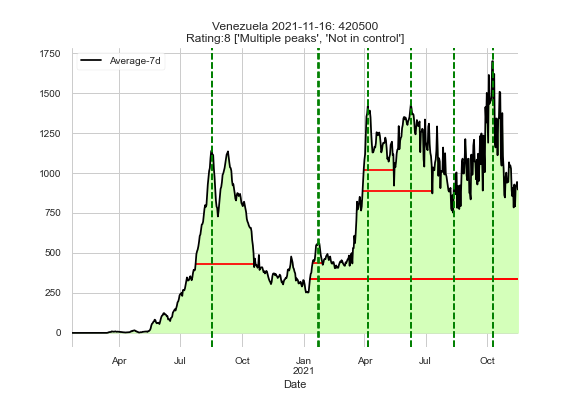 Venezuela 2021-11-16: 420500
Rating:8 ['Multiple peaks', 'Not in control']
Average-7d
1750
1500
1250
1000
750
500
250
0
Apr Jul Oct Jan Apr Jul Oct
2021
Date